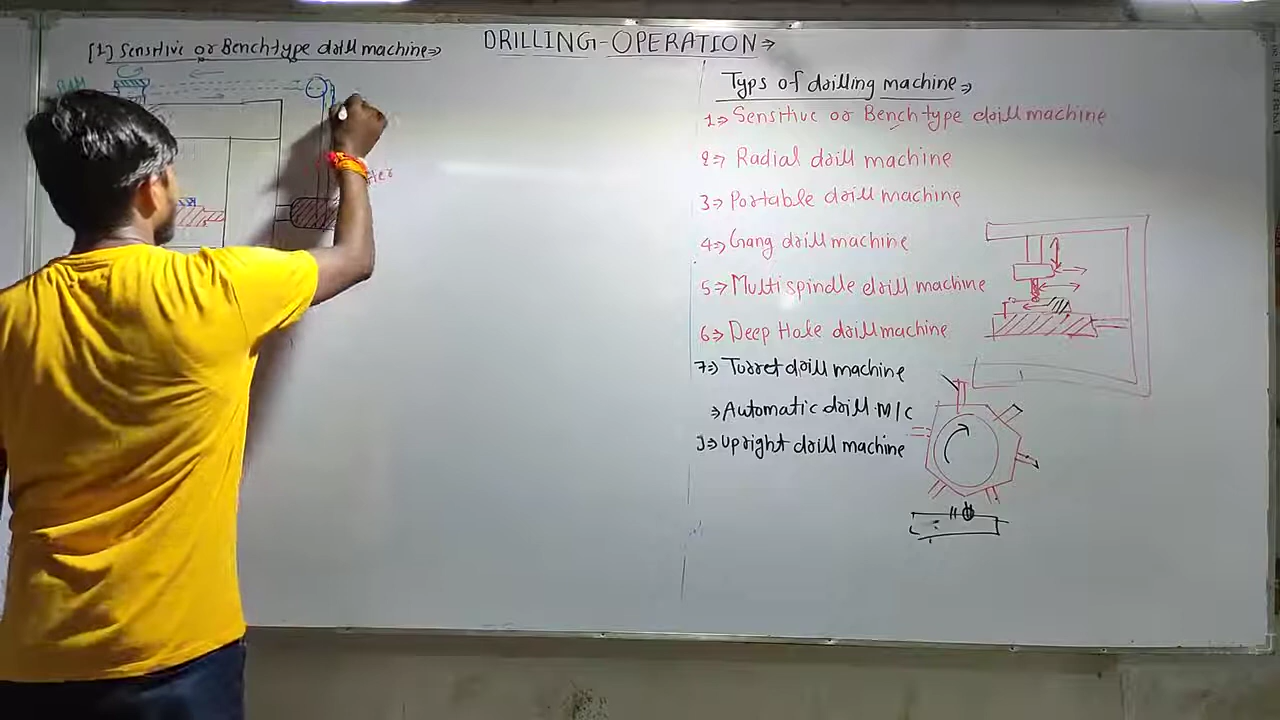 DRILLING-OPERATION⇒
[1] Sensitive or Bench-type drill machine⇒
Typs of drilling machine⇒
1⇒ Sensitive or Bench type drill machine
2⇒ Radial drill machine
3⇒ Portable drill machine
4⇒ Gang drill machine
5⇒ Multi spindle drill machine
6⇒ Deep Hole drill machine
7⇒ Turret drill machine
⇒ Automatic drill M/C
9⇒ Upright drill machine